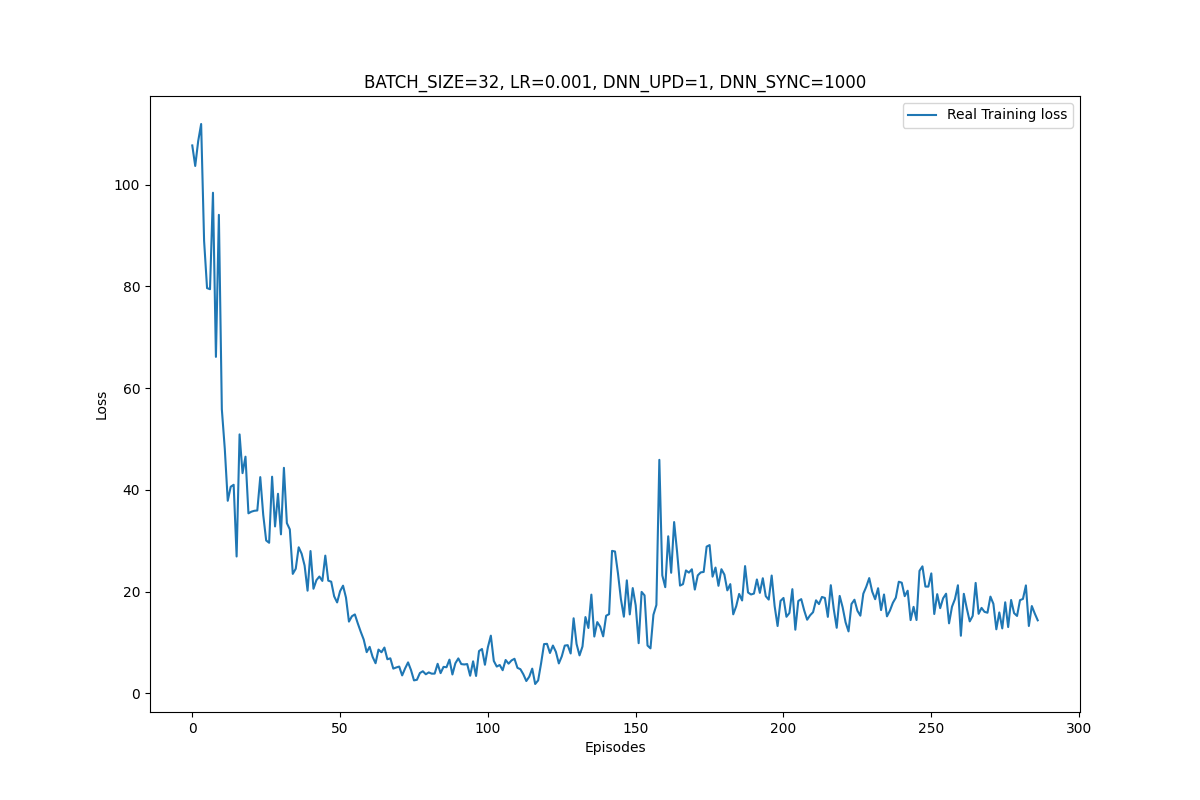 BATCH_SIZE=32, LR=0.001, DNN_UPD=1, DNN_SYNC=1000
Real Training loss
Loss
100
80
60
40
20
0
0 50 100 150 200 250 300
Episodes